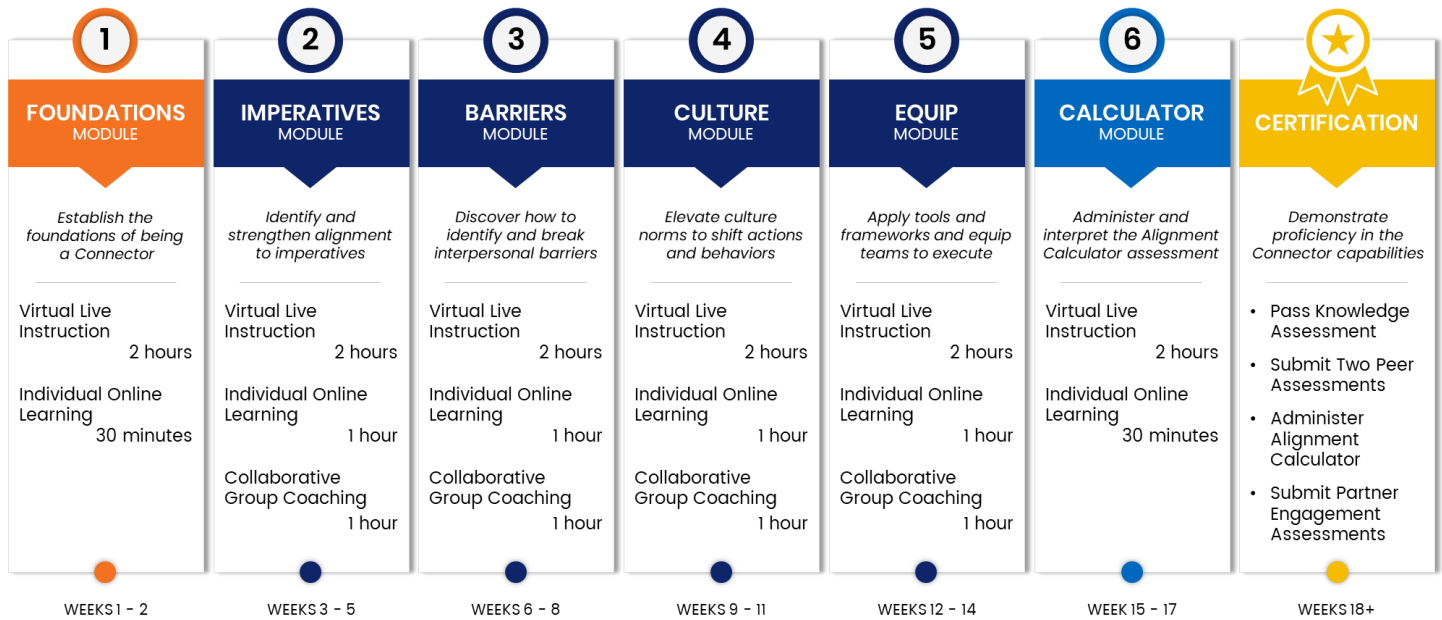 1
FOUNDATIONS
MODULE
Establish the
foundations of being
a Connector
Virtual Live
Instruction
2 hours
Individual Online
Learning
30 minutes
WEEKS 1 - 2
2
IMPERATIVES
MODULE
Identify and
strengthen alignment
to imperatives
Virtual Live
Instruction
2 hours
Individual Online
Learning
1 hour
Collaborative
Group Coaching
1 hour
WEEKS 3 - 5
3
BARRIERS
MODULE
Discover how to
identify and break
interpersonal barriers
Virtual Live
Instruction
2 hours
Individual Online
Learning
1 hour
Collaborative
Group Coaching
1 hour
WEEKS 6 - 8
4
CULTURE
MODULE
Elevate culture
norms to shift actions
and behaviors
Virtual Live
Instruction
2 hours
Individual Online
Learning
1 hour
Collaborative
Group Coaching
1 hour
WEEKS 9 - 11
5
EQUIP
MODULE
Apply tools and
frameworks and equip
teams to execute
Virtual Live
Instruction
2 hours
Individual Online
Learning
1 hour
Collaborative
Group Coaching
1 hour
WEEKS 12 - 14
6
CALCULATOR
MODULE
Administer and
interpret the Alignment
Calculator assessment
Virtual Live
Instruction
2 hours
Individual Online
Learning
30 minutes
WEEK 15 - 17
CERTIFICATION
Demonstrate
proficiency in the
Connector capabilities
• Pass Knowledge
Assessment
• Submit Two Peer
Assessments
• Administer
Alignment
Calculator
• Submit Partner
Engagement
Assessments
WEEKS 18+